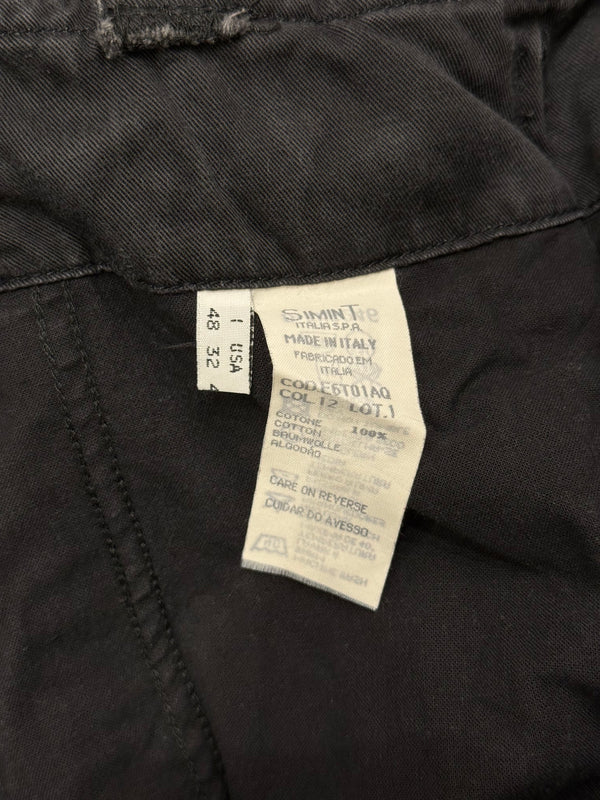 I USA
48 32 4
SIMINT
ITALIA S.P.A.
MADE IN ITALY
FABRICADO EM
ITALIA
COD.E6T01AQ
COL 12 LOT.1
COTONE 100%
COTTON
BAUMWOLLE
ALGODÃO
CARE ON REVERSE
CUIDAR DO AVESSO